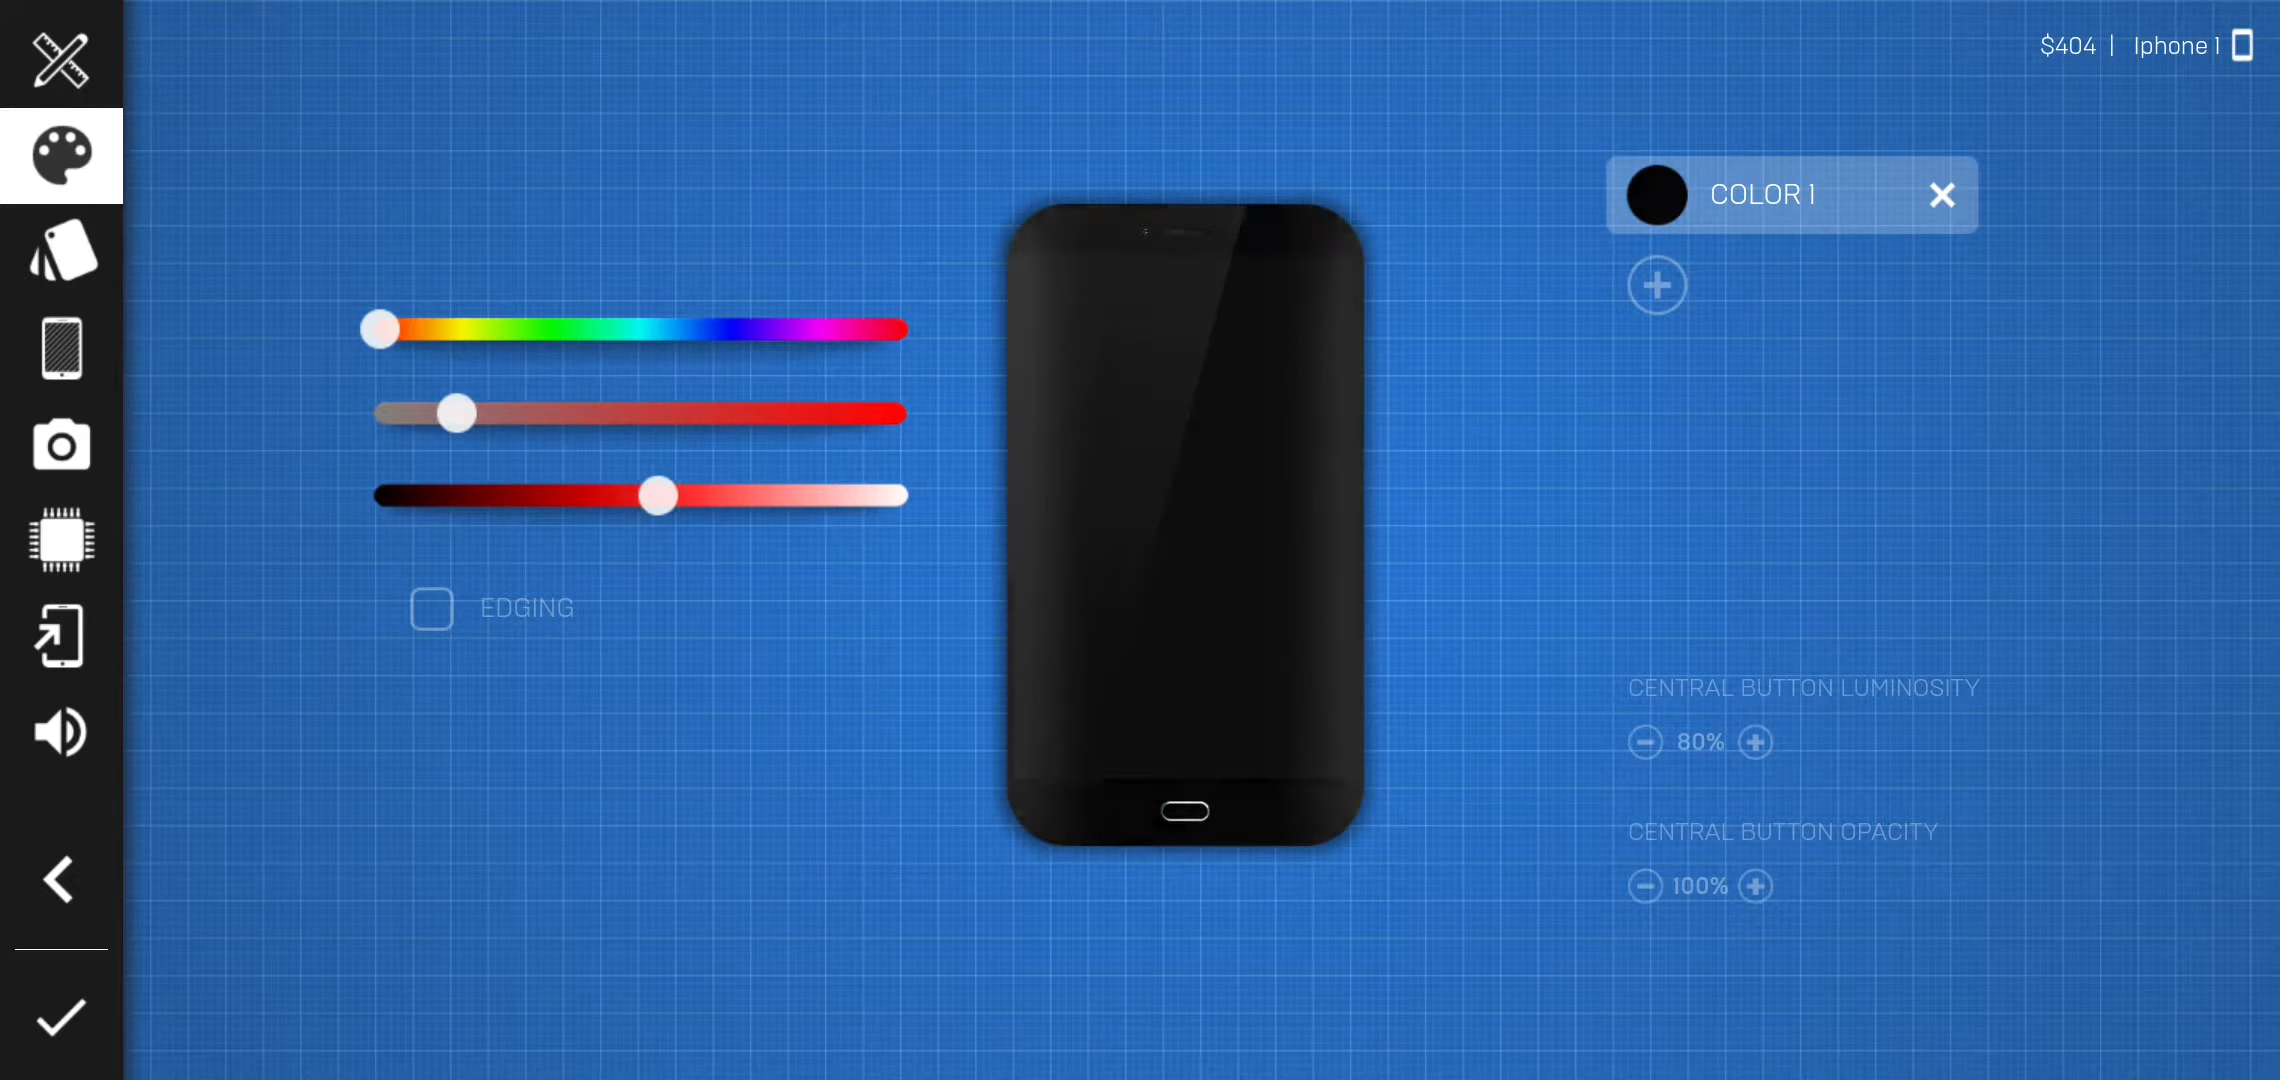 $404 | Iphone 1
COLOR 1
EDGING
CENTRAL BUTTON LUMINOSITY
80%
CENTRAL BUTTON OPACITY
100%